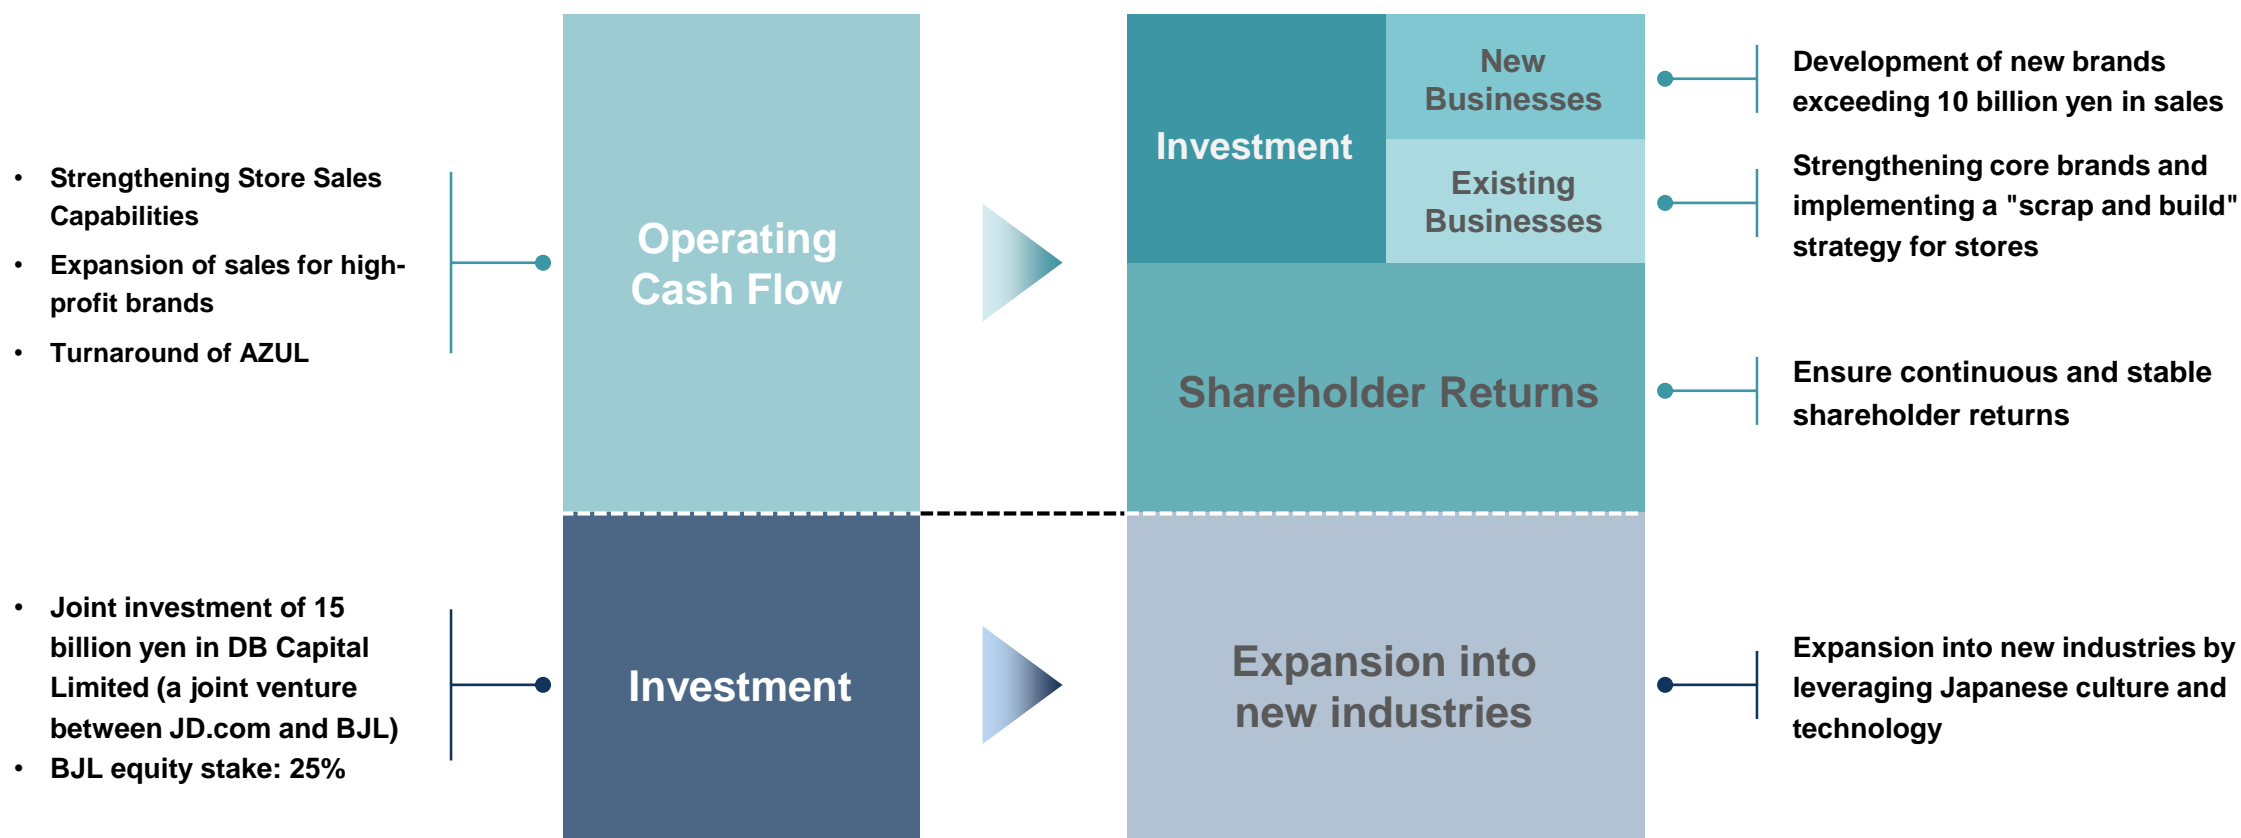 • Strengthening Store Sales
Capabilities
• Expansion of sales for high-
profit brands
• Turnaround of AZUL
Operating
Cash Flow
Investment
New
Businesses
Existing
Businesses
Shareholder Returns
Development of new brands
exceeding 10 billion yen in sales
Strengthening core brands and
implementing a "scrap and build"
strategy for stores
Ensure continuous and stable
shareholder returns
• Joint investment of 15
billion yen in DB Capital
Limited (a joint venture
between JD.com and BJL)
• BJL equity stake: 25%
Investment
Expansion into
new industries
Expansion into new industries by
leveraging Japanese culture and
technology